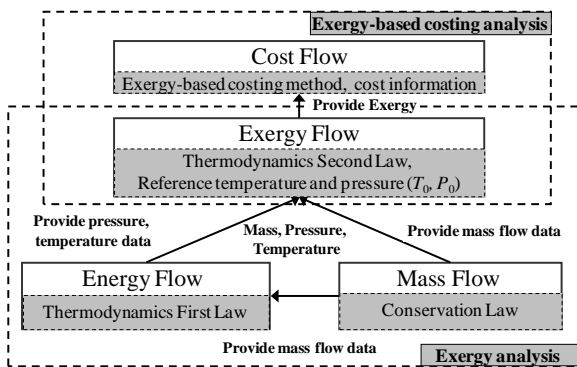 Exergy-based costing analysis
Cost Flow
Exergy-based costing method, cost information
Provide Exergy
Exergy Flow
Thermodynamics Second Law,
Reference temperature and pressure (T0, P0)
Provide pressure,
temperature data
Mass, Pressure,
Temperature
Provide mass flow data
Energy Flow
Thermodynamics First Law
Mass Flow
Conservation Law
Provide mass flow data
Exergy analysis